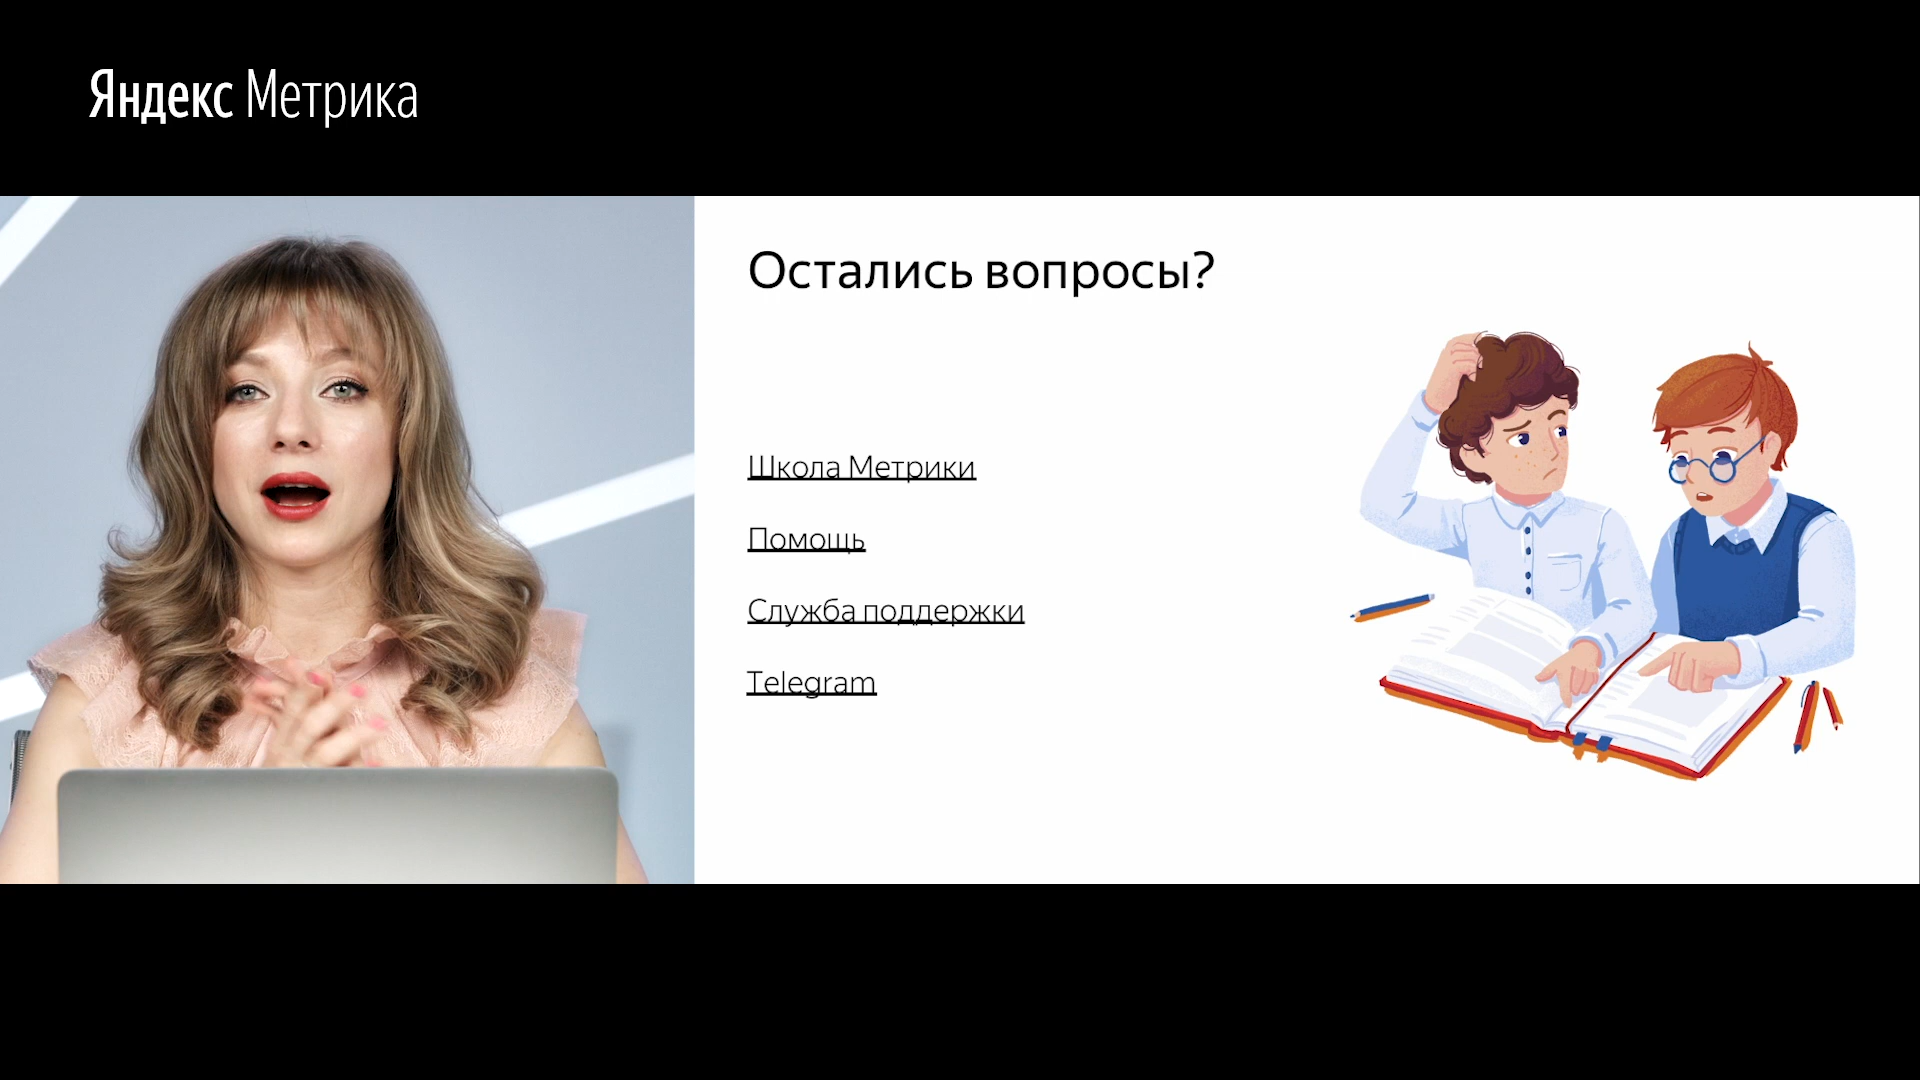 Яндекс Метрика
Остались вопросы?
Школа Метрики
Помощь
Служба поддержки
Telegram